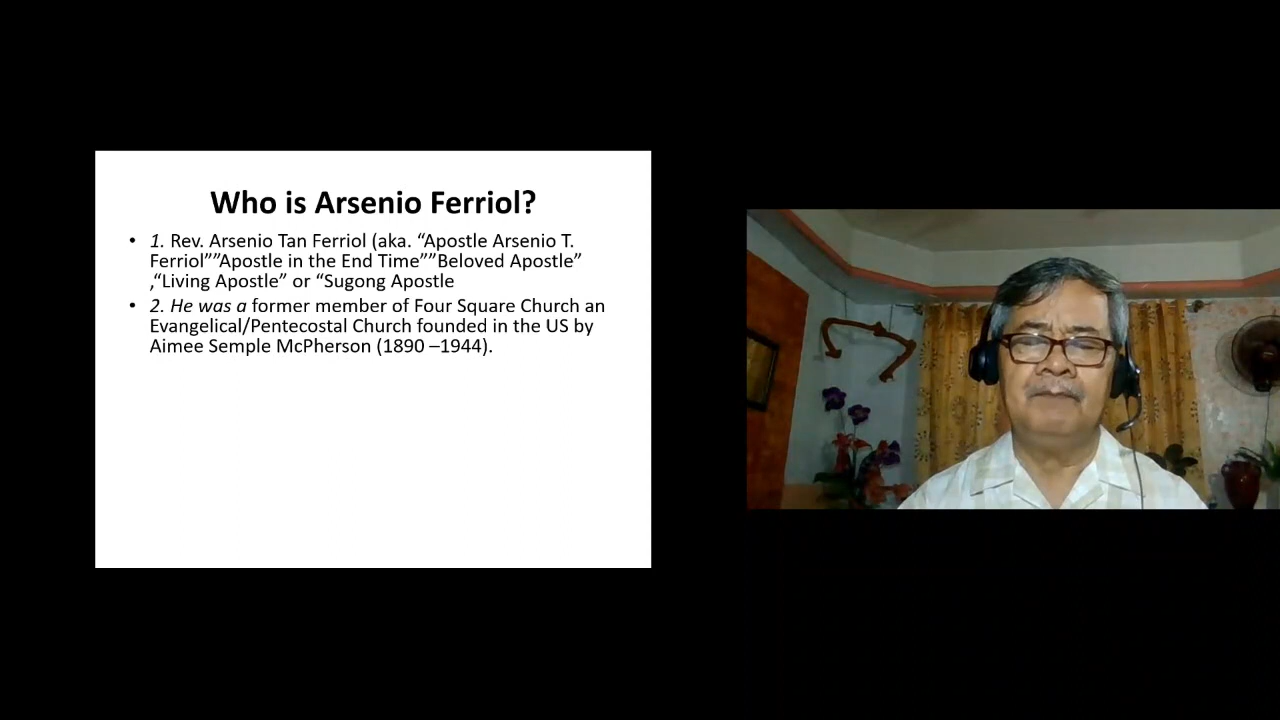 Who is Arsenio Ferriol?
• 1. Rev. Arsenio Tan Ferriol (aka. “Apostle Arsenio T.
Ferriol””Apostle in the End Time””Beloved Apostle”
,“Living Apostle” or “Sugong Apostle
• 2. He was a former member of Four Square Church an
Evangelical/Pentecostal Church founded in the US by
Aimee Semple McPherson (1890 –1944).